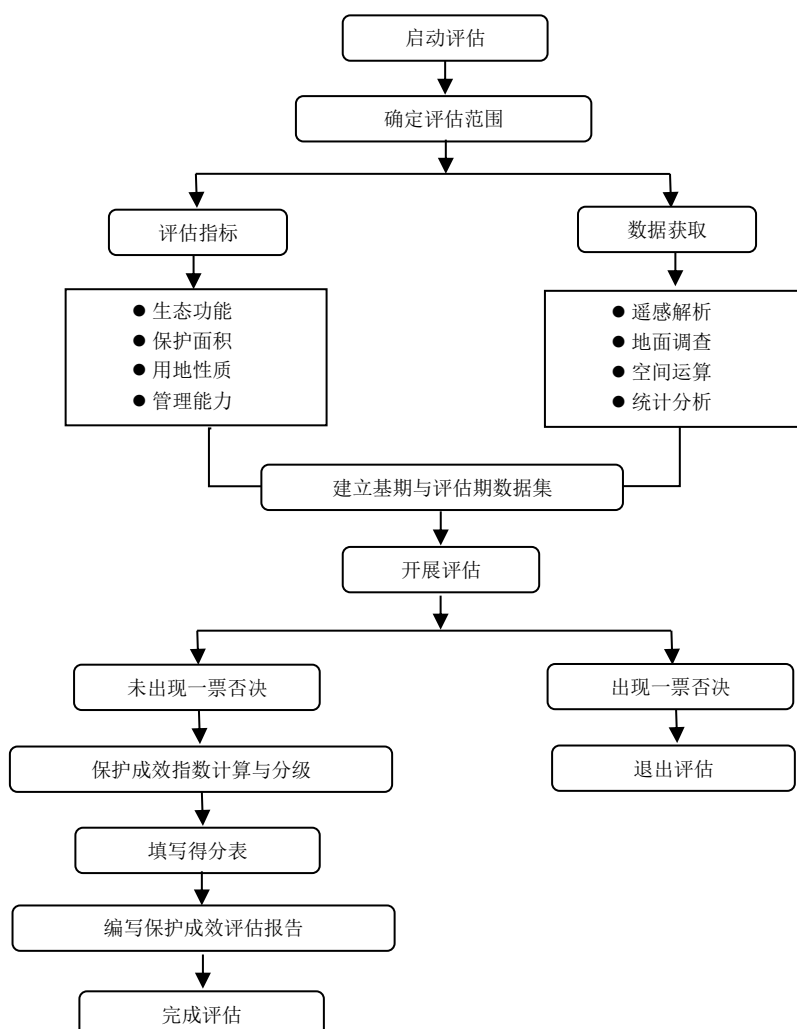 启动评估
确定评估范围
评估指标
数据获取
● 生态功能
● 保护面积
● 用地性质
● 管理能力
● 遥感解析
● 地面调查
● 空间运算
● 统计分析
建立基期与评估期数据集
开展评估
未出现一票否决
出现一票否决
保护成效指数计算与分级
退出评估
填写得分表
编写保护成效评估报告
完成评估